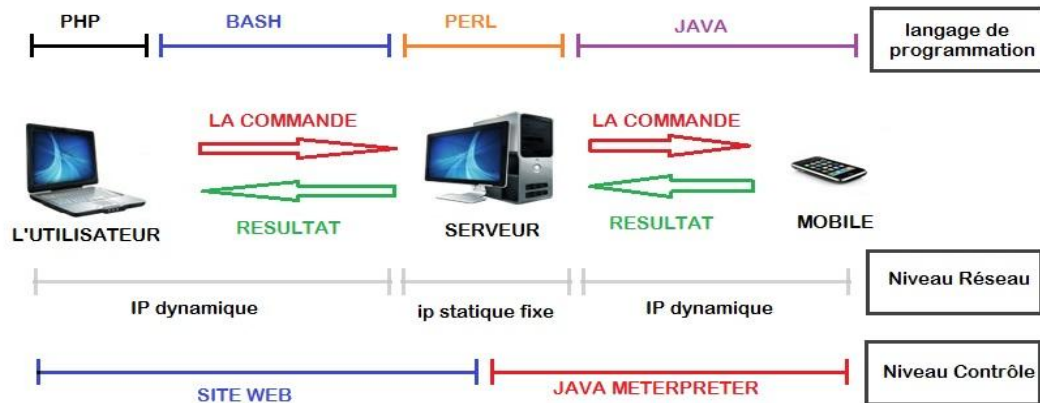 PHP
BASH
PERL
JAVA
langage de
programmation
LA COMMANDE
LA COMMANDE
RESULTAT
RESULTAT
L'UTILISATEUR
SERVEUR
MOBILE
Niveau Réseau
IP dynamique
ip statique fixe
IP dynamique
Niveau Contrôle
SITE WEB
JAVA METERPRETER